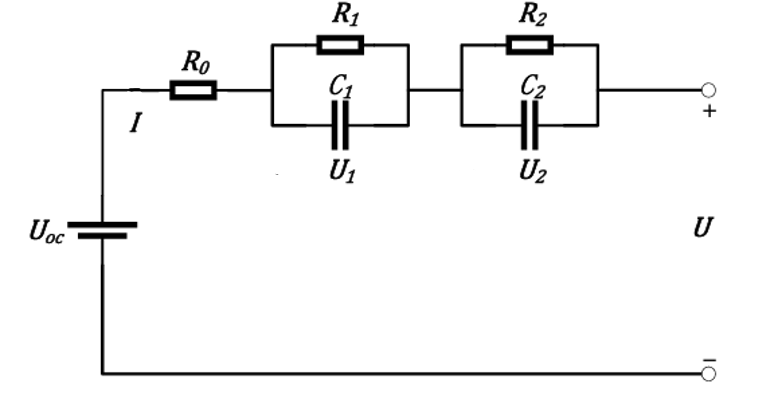 R₁ R₂
R₀
C₁ C₂
I
+
U₁ U₂
Uₒc U
−